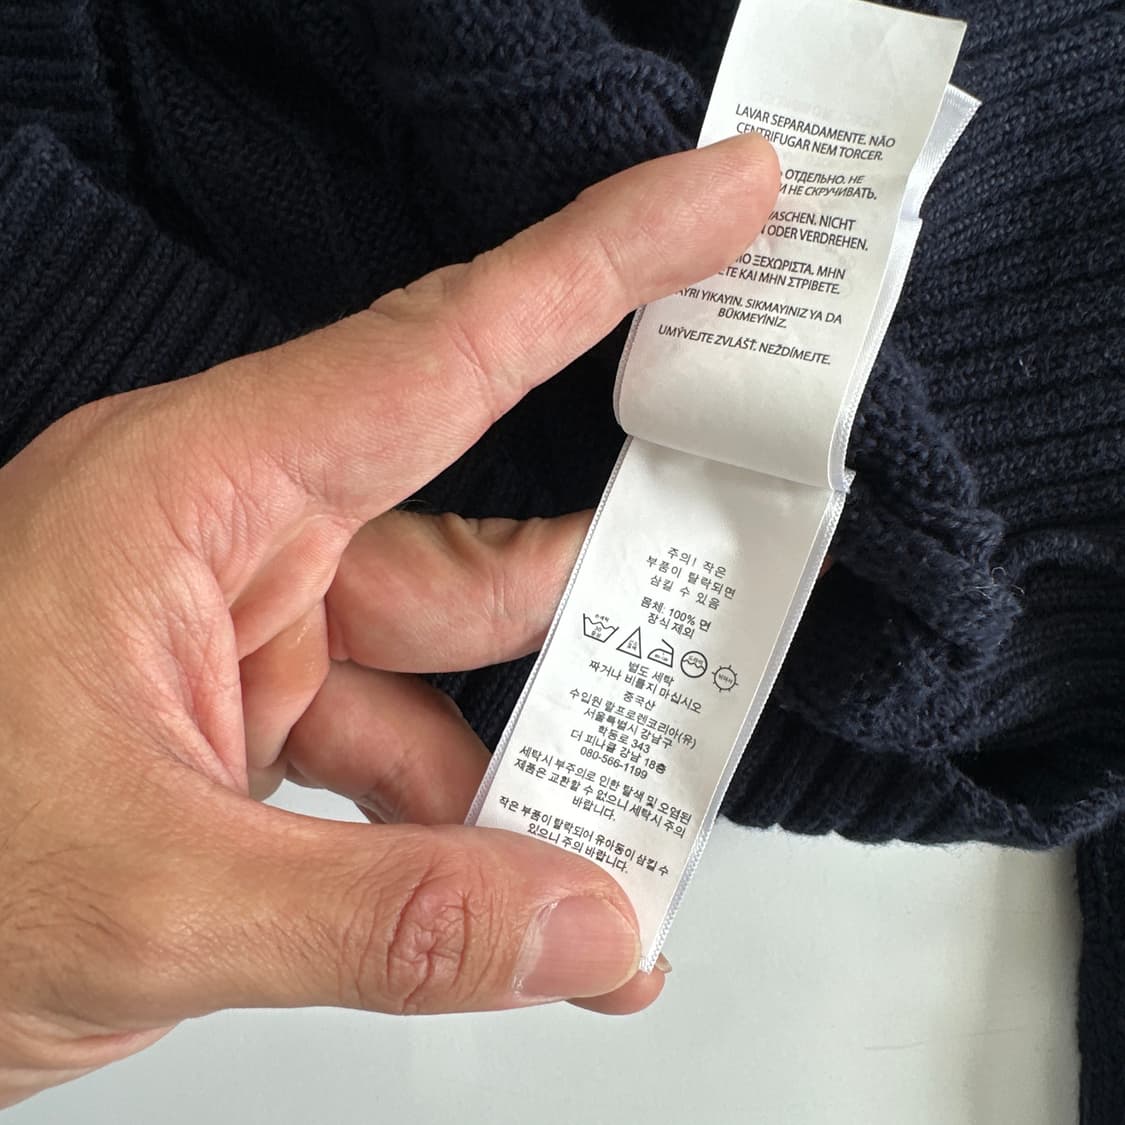 LAVAR SEPARADAMENTE. NÃO
CENTRIFUGAR NEM TORCER.
ОТДЕЛЬНО. НЕ
И НЕ СКРУЧИВАТЬ.
NICHT
ODER VERDREHEN.
ΞΕΧΩΡΙΣΤΑ. ΜΗΝ
ΚΑΙ ΜΗΝ ΣΤΡΙΒΕΤΕ.
YIKAYIN. SIKMAYINIZ YA DA
BÜKMEYİNİZ.
UMÝVEJTE ZVLÁŠŤ. NEŽDÍMEJTE.
주의! 작은
부품이 탈락되면
삼킬 수 있음
몸체: 100% 면
장식 제외
별도 세탁
짜거나 비틀지 마십시오
중국산
수입원 랄프로렌코리아(유)
서울특별시 강남구
학동로 343
더 피나클 강남 18층
080-566-1199
세탁시 부주의로 인한 탈색 및 오염된
제품은 교환할 수 없으니 세탁시 주의
바랍니다.
작은 부품이 탈락되어 유아동이 삼킬 수
있으니 주의 바랍니다.